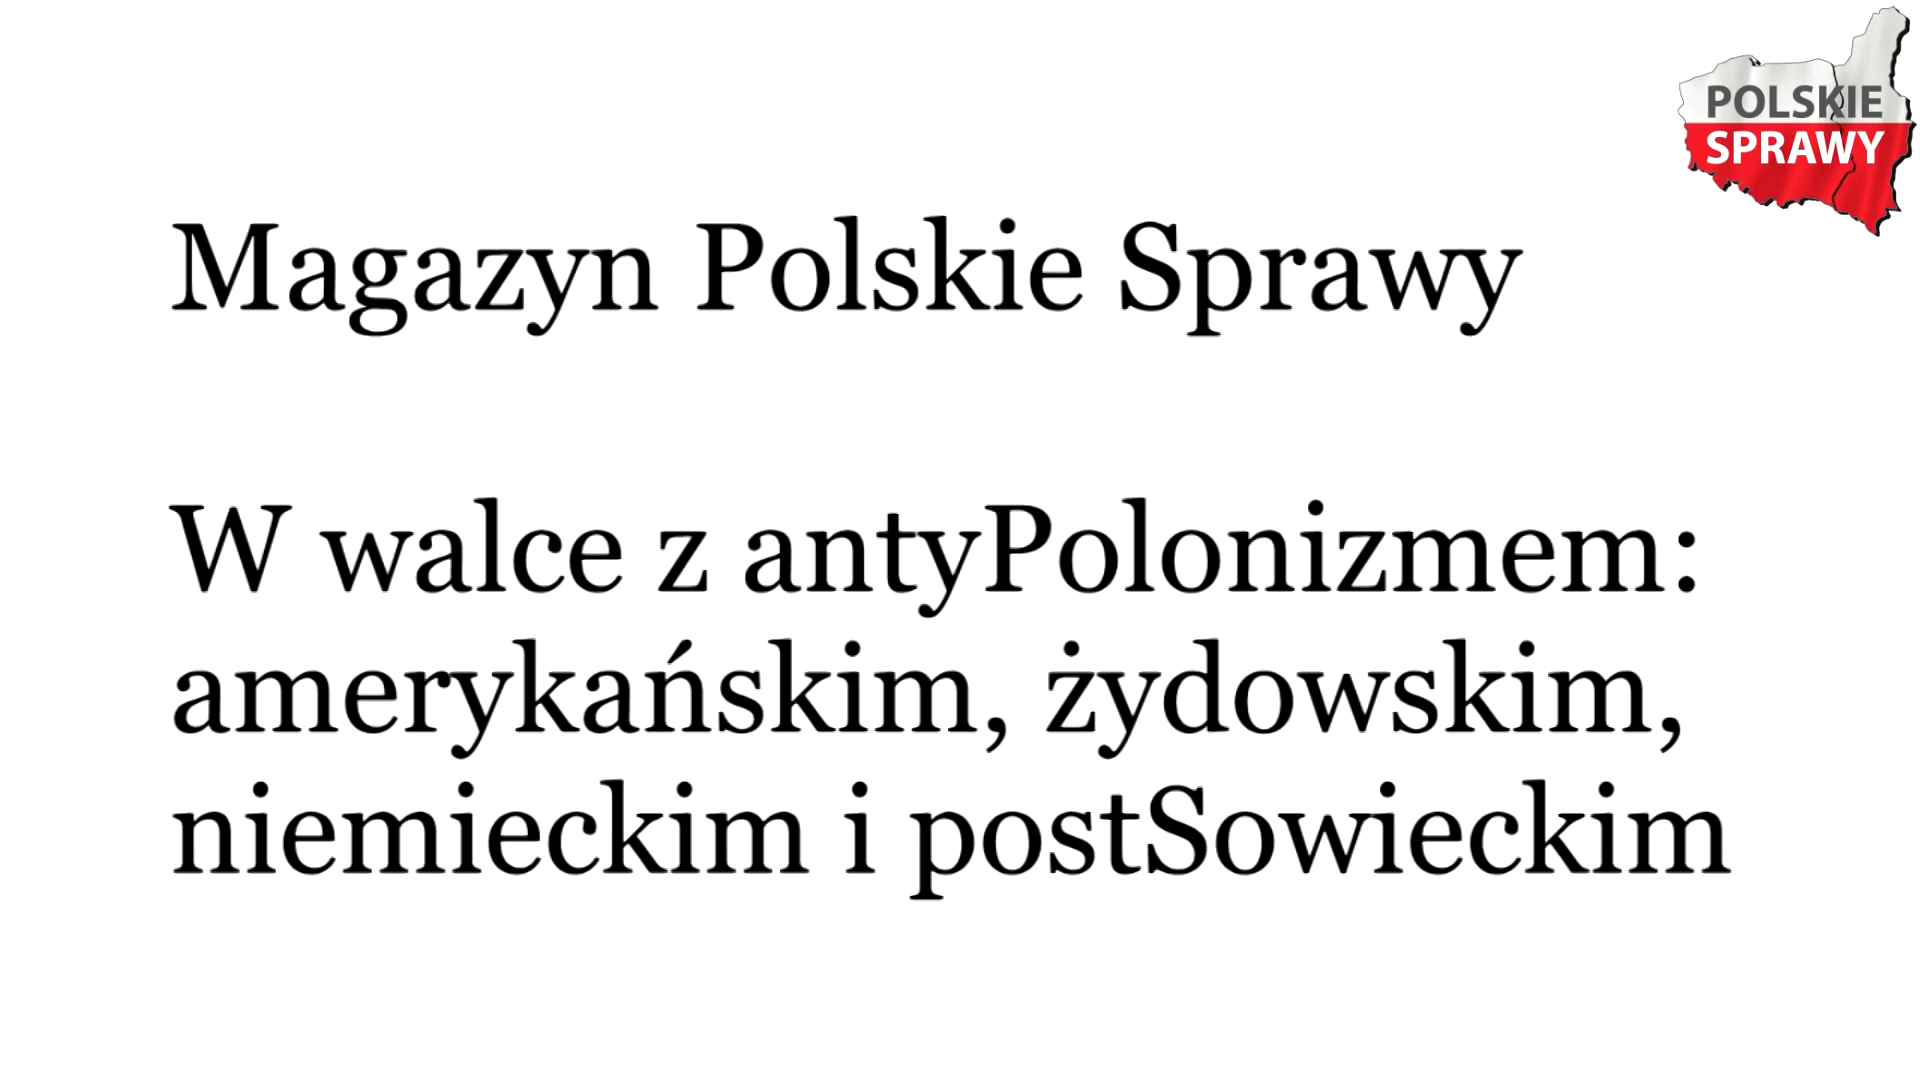 POLSKIE
SPRAWY
Magazyn Polskie Sprawy
W walce z antyPolonizmem:
amerykańskim, żydowskim,
niemieckim i postSowieckim